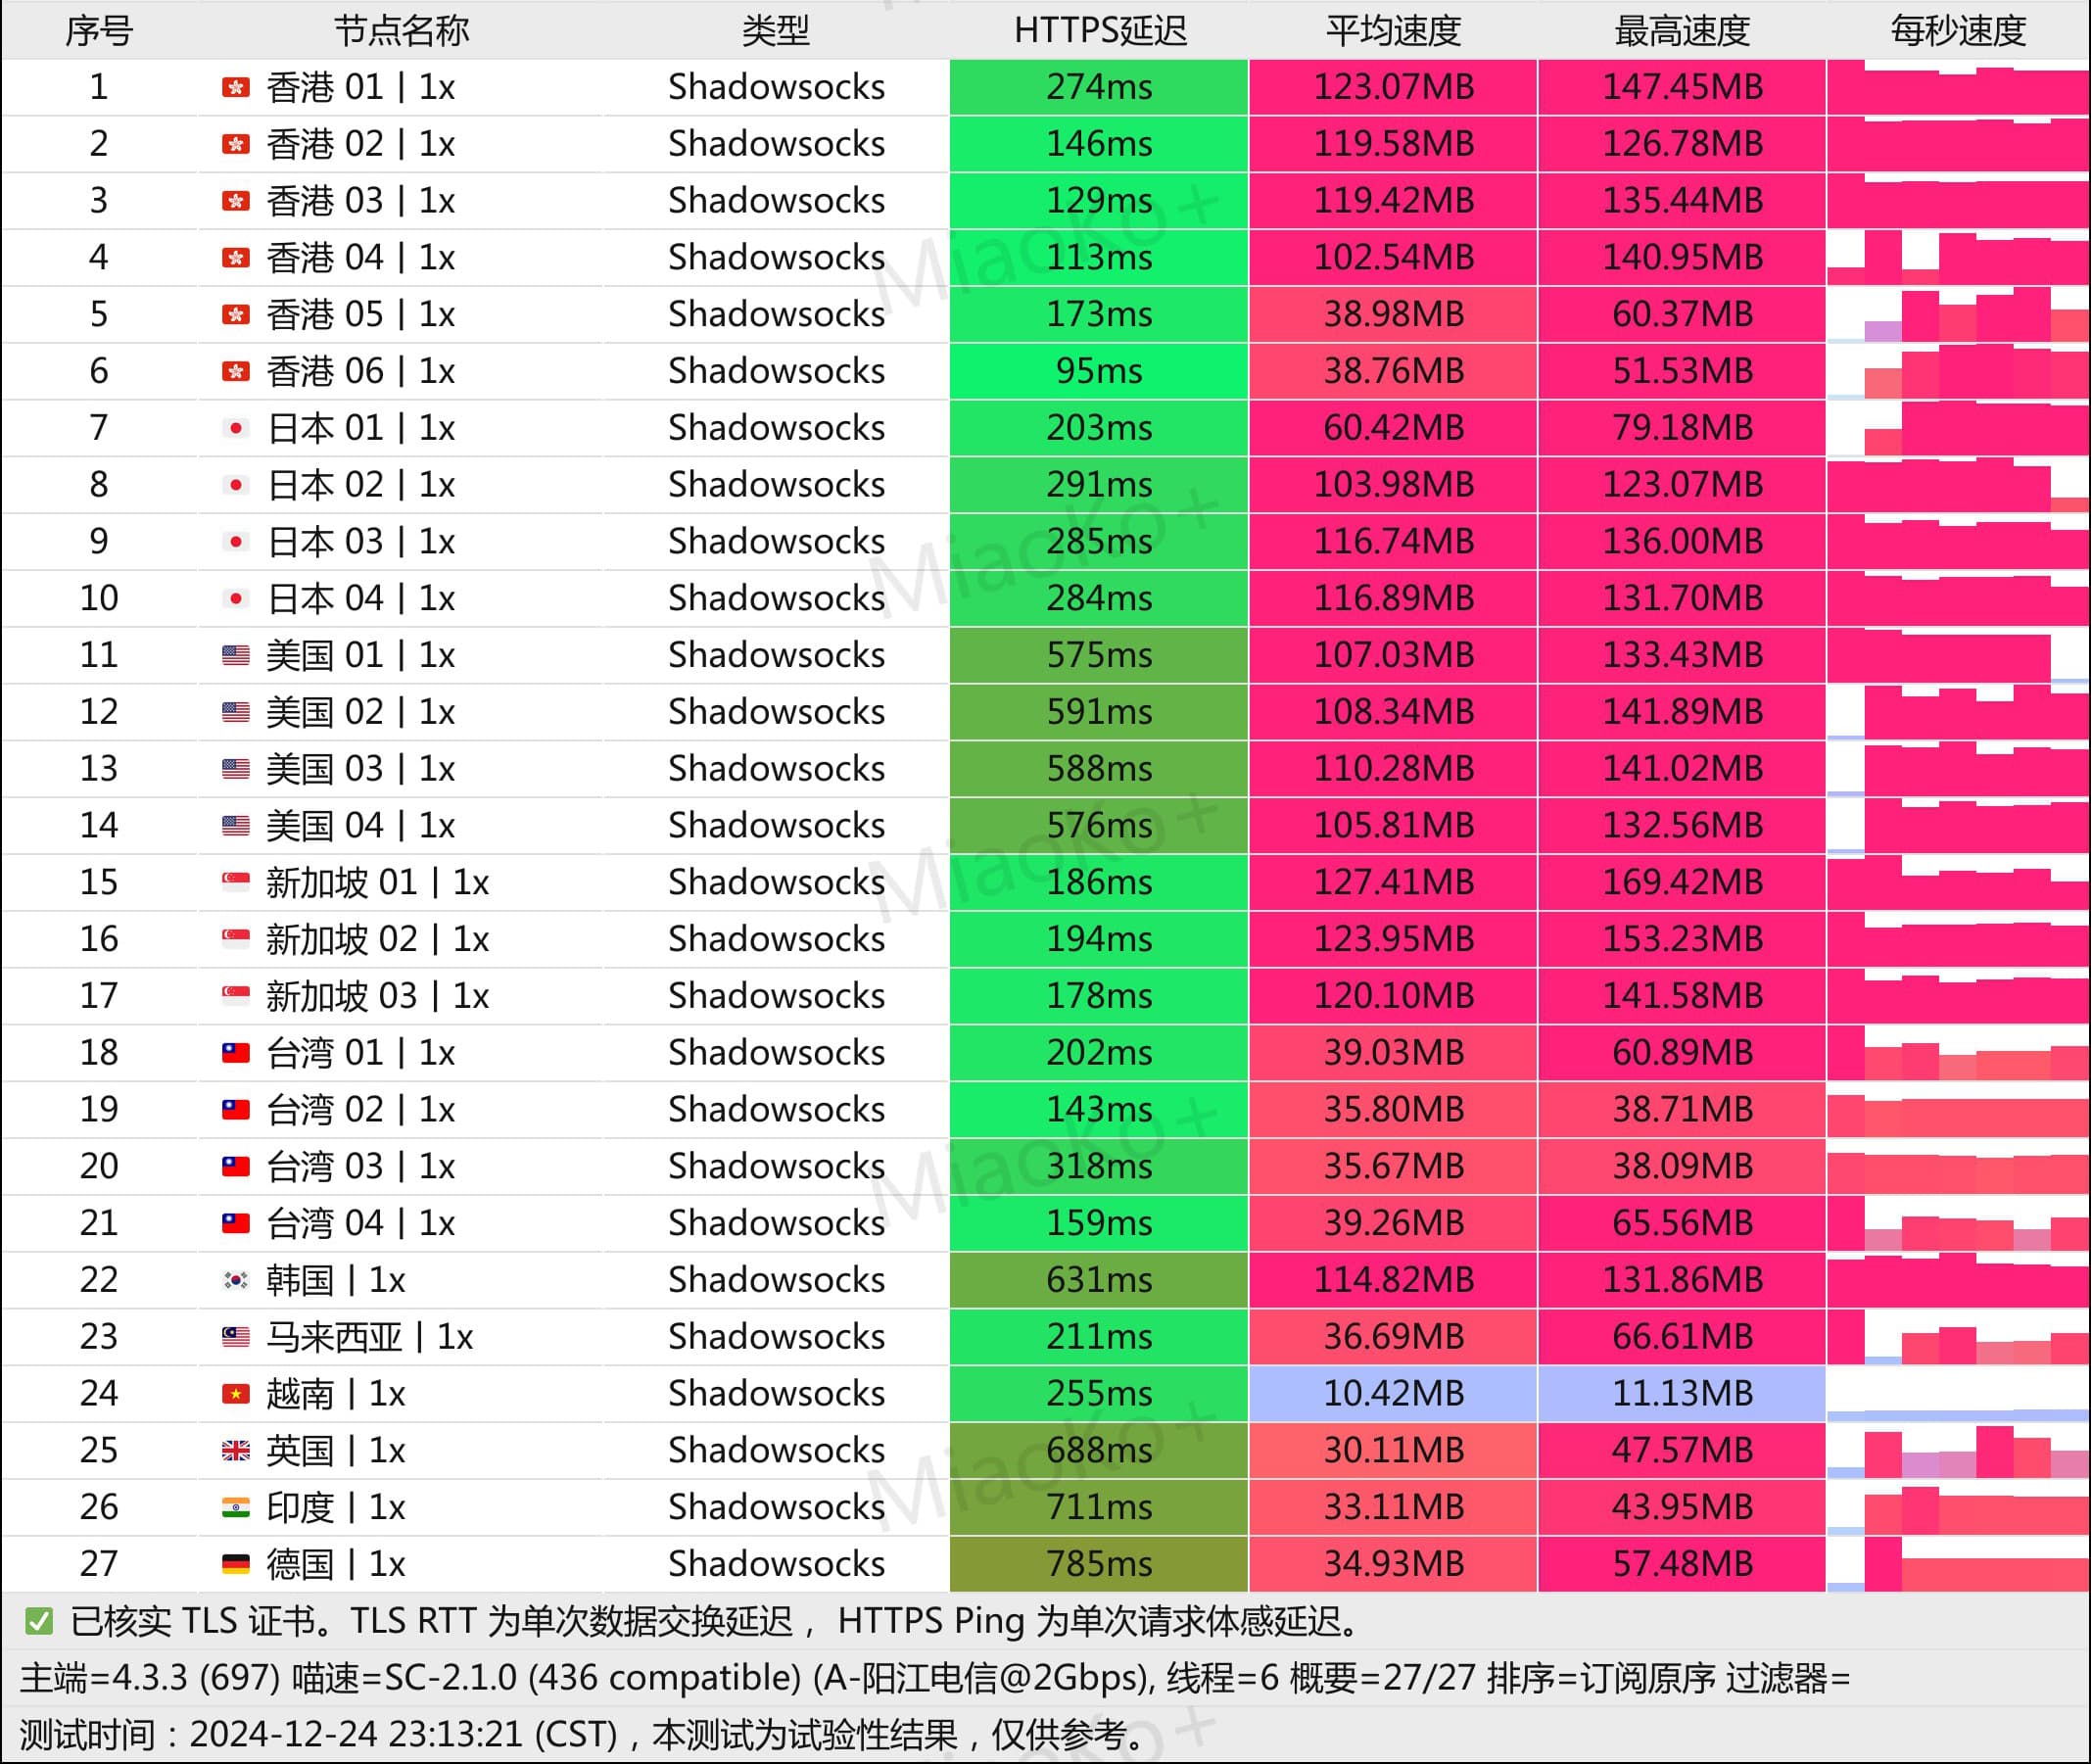 序号 节点名称 类型 HTTPS延迟 平均速度 最高速度 每秒速度
1 香港 01 | 1x Shadowsocks 274ms 123.07MB 147.45MB
2 香港 02 | 1x Shadowsocks 146ms 119.58MB 126.78MB
3 香港 03 | 1x Shadowsocks 129ms 119.42MB 135.44MB
4 香港 04 | 1x Shadowsocks 113ms 102.54MB 140.95MB
5 香港 05 | 1x Shadowsocks 173ms 38.98MB 60.37MB
6 香港 06 | 1x Shadowsocks 95ms 38.76MB 51.53MB
7 日本 01 | 1x Shadowsocks 203ms 60.42MB 79.18MB
8 日本 02 | 1x Shadowsocks 291ms 103.98MB 123.07MB
9 日本 03 | 1x Shadowsocks 285ms 116.74MB 136.00MB
10 日本 04 | 1x Shadowsocks 284ms 116.89MB 131.70MB
11 美国 01 | 1x Shadowsocks 575ms 107.03MB 133.43MB
12 美国 02 | 1x Shadowsocks 591ms 108.34MB 141.89MB
13 美国 03 | 1x Shadowsocks 588ms 110.28MB 141.02MB
14 美国 04 | 1x Shadowsocks 576ms 105.81MB 132.56MB
15 新加坡 01 | 1x Shadowsocks 186ms 127.41MB 169.42MB
16 新加坡 02 | 1x Shadowsocks 194ms 123.95MB 153.23MB
17 新加坡 03 | 1x Shadowsocks 178ms 120.10MB 141.58MB
18 台湾 01 | 1x Shadowsocks 202ms 39.03MB 60.89MB
19 台湾 02 | 1x Shadowsocks 143ms 35.80MB 38.71MB
20 台湾 03 | 1x Shadowsocks 318ms 35.67MB 38.09MB
21 台湾 04 | 1x Shadowsocks 159ms 39.26MB 65.56MB
22 韩国 | 1x Shadowsocks 631ms 114.82MB 131.86MB
23 马来西亚 | 1x Shadowsocks 211ms 36.69MB 66.61MB
24 越南 | 1x Shadowsocks 255ms 10.42MB 11.13MB
25 英国 | 1x Shadowsocks 688ms 30.11MB 47.57MB
26 印度 | 1x Shadowsocks 711ms 33.11MB 43.95MB
27 德国 | 1x Shadowsocks 785ms 34.93MB 57.48MB
✅ 已核实 TLS 证书。TLS RTT 为单次数据交换延迟， HTTPS Ping 为单次请求体感延迟。
主端=4.3.3 (697) 喵速=SC-2.1.0 (436 compatible) (A-阳江电信@2Gbps), 线程=6 概要=27/27 排序=订阅原序 过滤器=
测试时间：2024-12-24 23:13:21 (CST)，本测试为试验性结果，仅供参考。
MiaoKo+
MiaoKo+
MiaoKo+
MiaoKo+
MiaoKo+
MiaoKo+